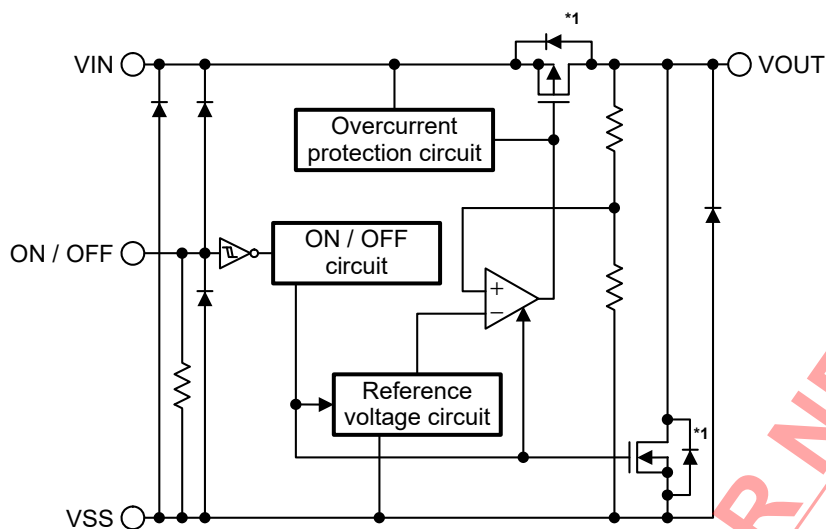 *1
VIN
VOUT
Overcurrent
protection circuit
ON / OFF
ON / OFF
circuit
+
−
Reference
voltage circuit
*1
VSS